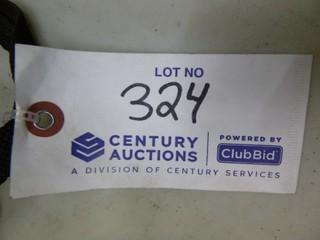 LOT NO
324
CENTURY
AUCTIONS
POWERED BY
ClubBid
A DIVISION OF CENTURY SERVICES